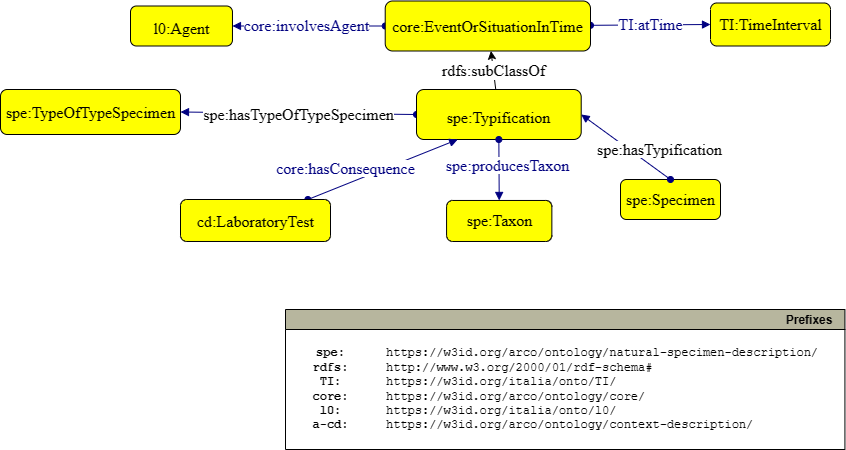 l0:Agent
core:involvesAgent
core:EventOrSituationInTime
TI:atTime
TI:TimeInterval
rdfs:subClassOf
spe:TypeOfTypeSpecimen
spe:hasTypeOfTypeSpecimen
spe:Typification
spe:hasTypification
core:hasConsequence
spe:producesTaxon
cd:LaboratoryTest
spe:Taxon
spe:Specimen
Prefixes
spe: https://w3id.org/arco/ontology/natural-specimen-description/
rdfs: http://www.w3.org/2000/01/rdf-schema#
TI: https://w3id.org/italia/onto/TI/
core: https://w3id.org/arco/ontology/core/
l0: https://w3id.org/italia/onto/l0/
a-cd: https://w3id.org/arco/ontology/context-description/